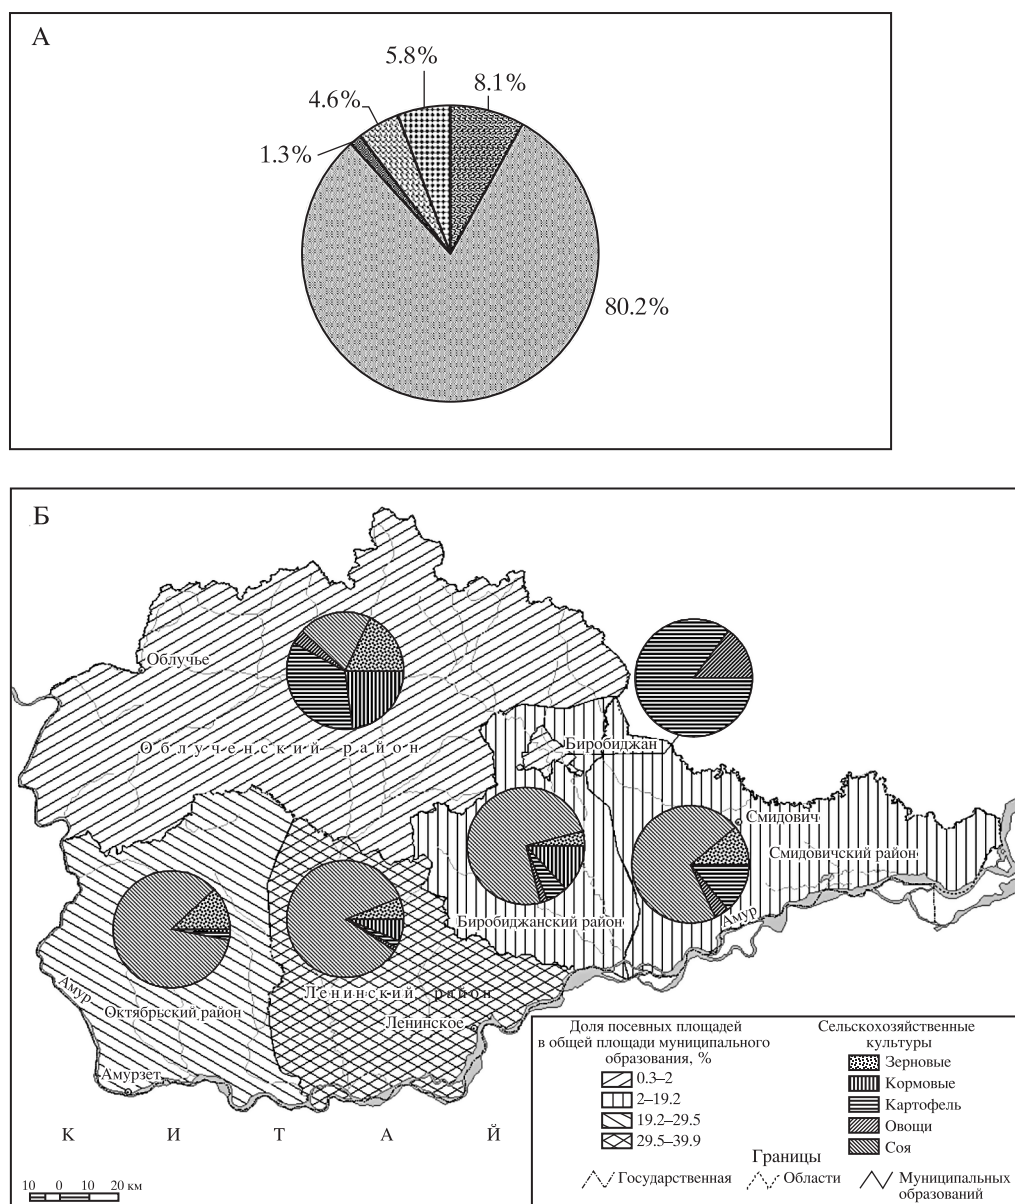 А
5.8%
8.1%
4.6%
1.3%
80.2%
Б
Облучье
Облученский район
Биробиджан
Смидович
Смидовичский район
Биробиджанский район
Амур
Амур
Октябрьский район
Ленинский район
Ленинское
Амурзет
КИТАЙ
10 0 10 20 км
Доля посевных площадей
в общей площади муниципального
образования, %
0.3–2
2–19.2
19.2–29.5
29.5–39.9
Сельскохозяйственные
культуры
Зерновые
Кормовые
Картофель
Овощи
Соя
Границы
Государственная
Области
Муниципальных
образований